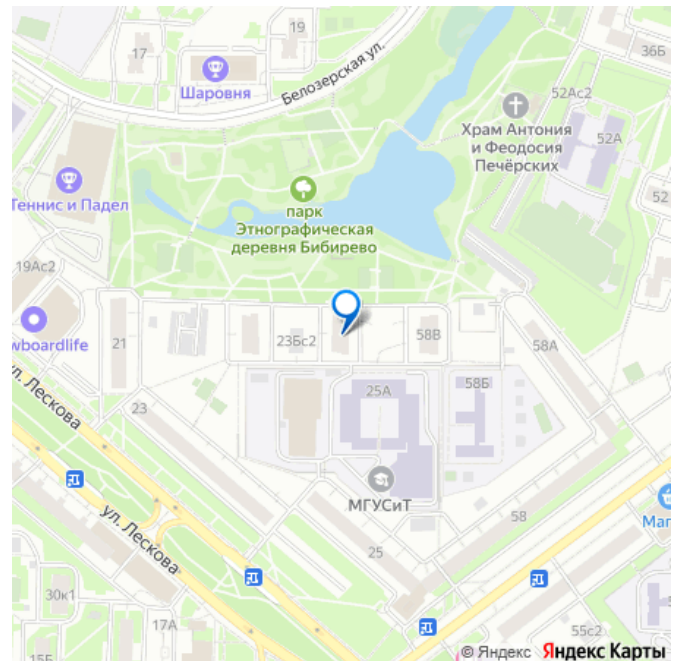 19
17
36Б
Шаровня
Белозерская ул.
52Ас2
Храм Антония
и Феодосия
Печёрских
52А
52
Теннис и Падел
парк
Этнографическая
деревня Бибирево
19Ас2
wboardlife
21
23Бс2
58В
58А
ул. Лескова
23
25А
58Б
МГУСиТ
58
Маг
ул. Лескова
25
30к1
17А
15Б
55с2
© Яндекс Яндекс Карты